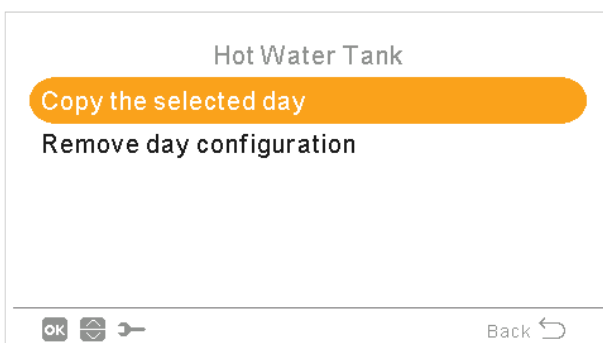 Hot Water Tank
Copy the selected day
Remove day configuration
OK Back